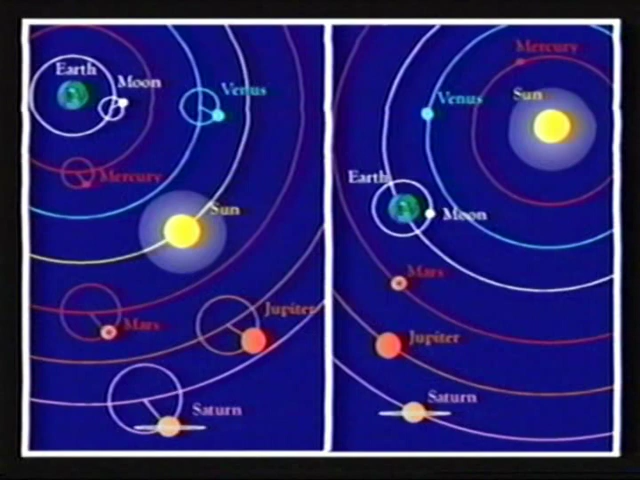 Earth
Moon
Venus
Mercury
Sun
Mars
Jupiter
Saturn
Mercury
Sun
Venus
Earth
Moon
Mars
Jupiter
Saturn